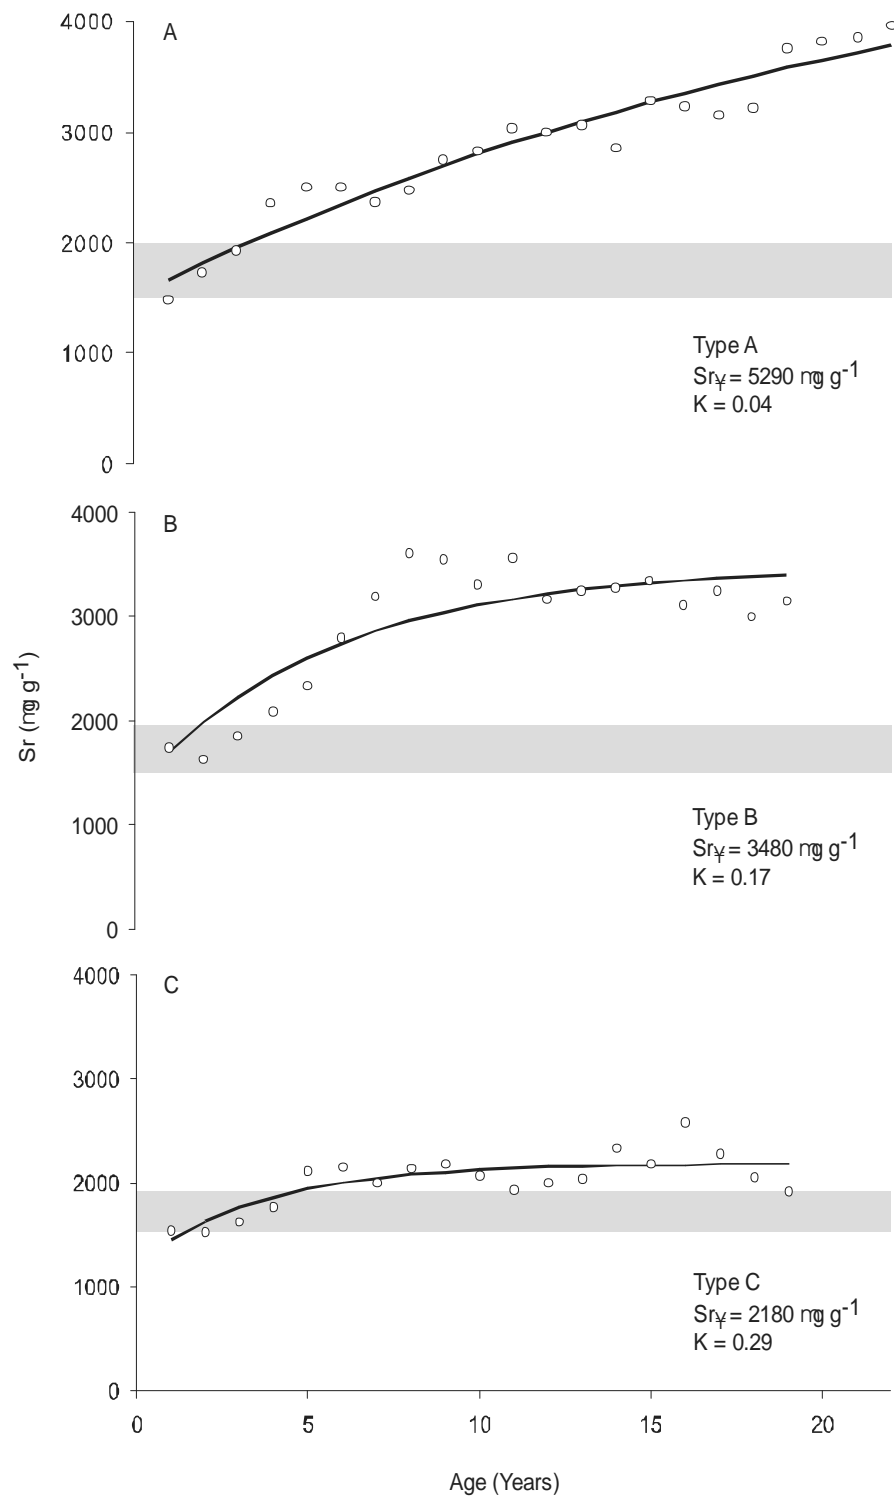 A
4000
3000
2000
1000
0
Type A
Sr¥ = 5290 mg g-1
K = 0.04
B
4000
3000
2000
1000
0
Type B
Sr¥ = 3480 mg g-1
K = 0.17
Sr (mg g-1)
C
4000
3000
2000
1000
0
Type C
Sr¥ = 2180 mg g-1
K = 0.29
0 5 10 15 20
Age (Years)